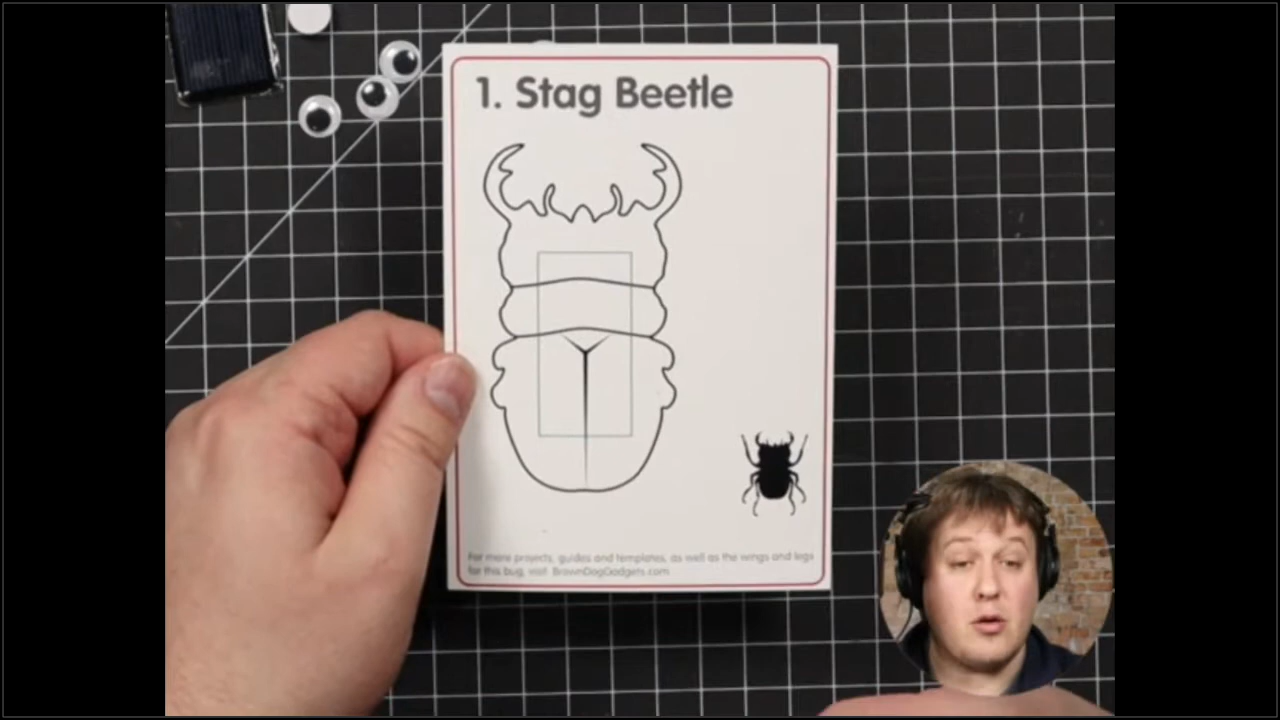 1. Stag Beetle
For more projects, guides and templates, as well as the wings and legs
for this bug, visit BrownDogGadgets.com